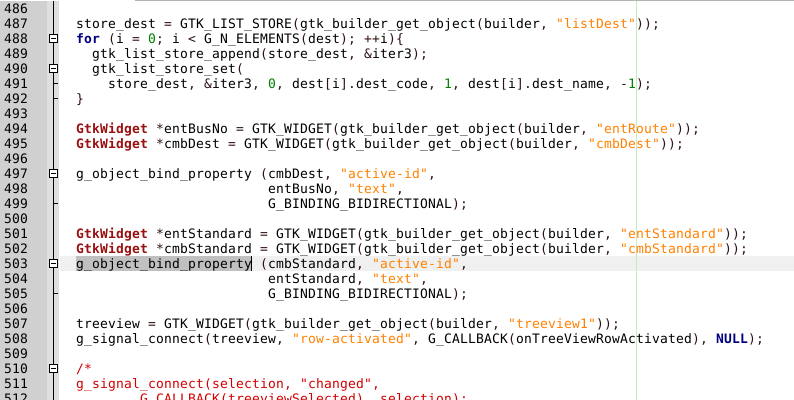 486
487 store_dest = GTK_LIST_STORE(gtk_builder_get_object(builder, "listDest"));
488 for (i = 0; i < G_N_ELEMENTS(dest); ++i){
489 gtk_list_store_append(store_dest, &iter3);
490 gtk_list_store_set(
491 store_dest, &iter3, 0, dest[i].dest_code, 1, dest[i].dest_name, -1);
492 }
493
494 GtkWidget *entBusNo = GTK_WIDGET(gtk_builder_get_object(builder, "entRoute"));
495 GtkWidget *cmbDest = GTK_WIDGET(gtk_builder_get_object(builder, "cmbDest"));
496
497 g_object_bind_property (cmbDest, "active-id",
498 entBusNo, "text",
499 G_BINDING_BIDIRECTIONAL);
500
501 GtkWidget *entStandard = GTK_WIDGET(gtk_builder_get_object(builder, "entStandard"));
502 GtkWidget *cmbStandard = GTK_WIDGET(gtk_builder_get_object(builder, "cmbStandard"));
503 g_object_bind_property (cmbStandard, "active-id",
504 entStandard, "text",
505 G_BINDING_BIDIRECTIONAL);
506
507 treeview = GTK_WIDGET(gtk_builder_get_object(builder, "treeview1"));
508 g_signal_connect(treeview, "row-activated", G_CALLBACK(onTreeViewRowActivated), NULL);
509
510 /*
511 g_signal_connect(selection, "changed",
512 G_CALLBACK(treeviewSelected), selection);